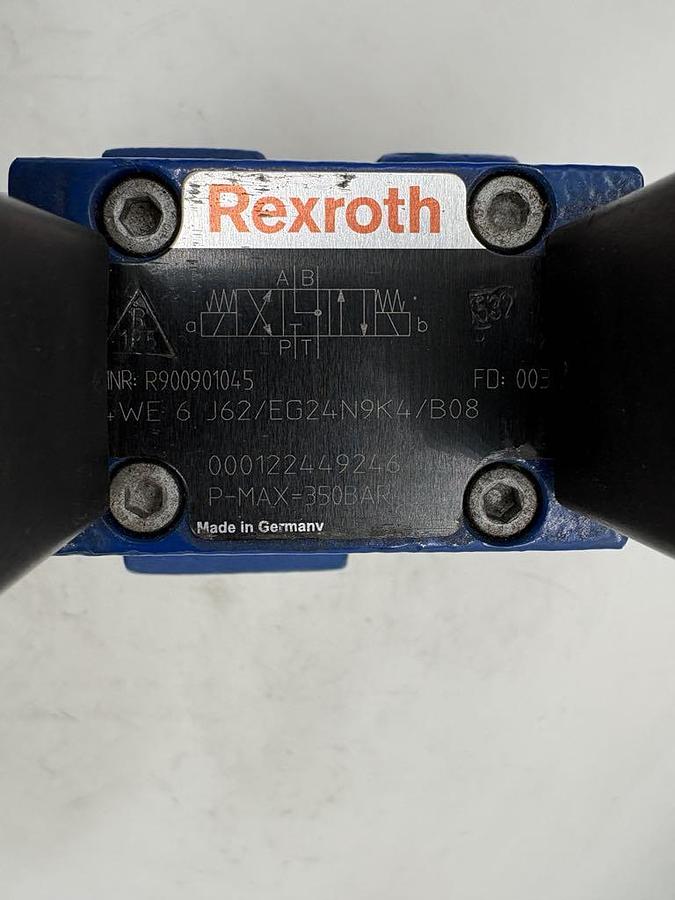 Rexroth
A B
a
b
P T
R
MNR: R900901045
FD: 003
4WE 6 J62/EG24N9K4/B08
000122449246
P-MAX=350BAR
Made in Germany